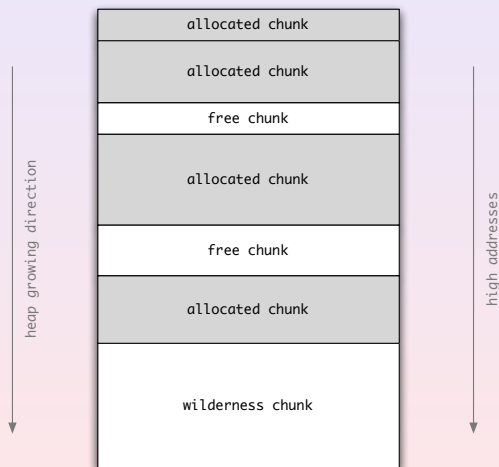 allocated chunk
allocated chunk
free chunk
allocated chunk
free chunk
allocated chunk
wilderness chunk
heap growing direction
high addresses